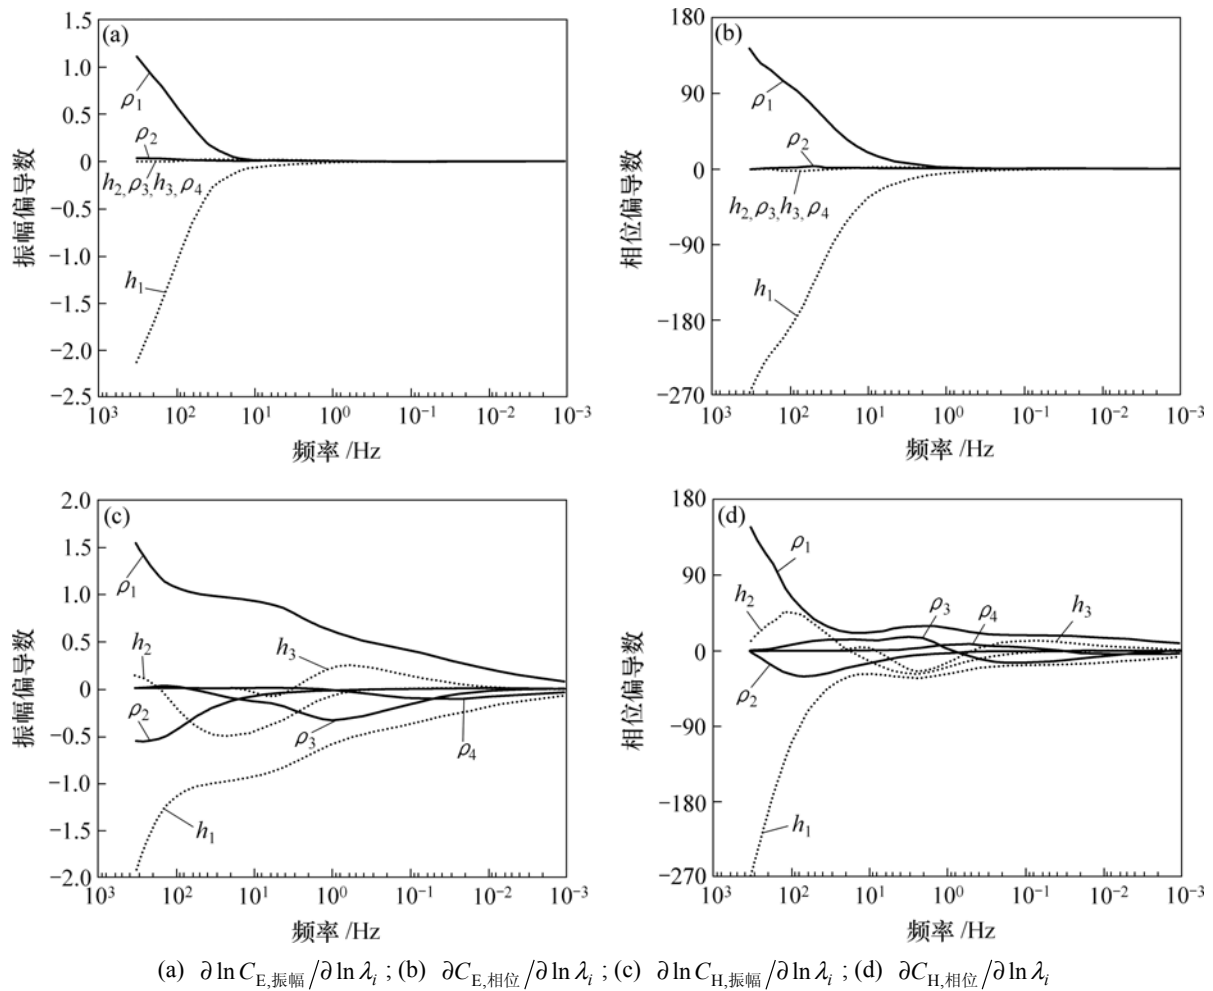 (a)
1.5
1.0
0.5
0
−0.5
−1.0
−1.5
−2.0
−2.5
振幅偏导数
ρ₁
ρ₂
h₂, ρ₃, h₃, ρ₄
h₁
10³ 10² 10¹ 10⁰ 10⁻¹ 10⁻² 10⁻³
频率 /Hz
(b)
180
90
0
−90
−180
−270
相位偏导数
ρ₁
ρ₂
h₂, ρ₃, h₃, ρ₄
h₁
10³ 10² 10¹ 10⁰ 10⁻¹ 10⁻² 10⁻³
频率 /Hz
(c)
2.0
1.5
1.0
0.5
0
−0.5
−1.0
−1.5
−2.0
振幅偏导数
ρ₁
h₂
h₃
ρ₂
ρ₃
ρ₄
h₁
10³ 10² 10¹ 10⁰ 10⁻¹ 10⁻² 10⁻³
频率 /Hz
(d)
180
90
0
−90
−180
−270
相位偏导数
ρ₁
h₂
ρ₃
ρ₄
h₃
ρ₂
h₁
10³ 10² 10¹ 10⁰ 10⁻¹ 10⁻² 10⁻³
频率 /Hz
(a) ∂ln C_E,振幅/∂ln λᵢ; (b) ∂C_E,相位/∂ln λᵢ; (c) ∂ln C_H,振幅/∂ln λᵢ; (d) ∂C_H,相位/∂ln λᵢ